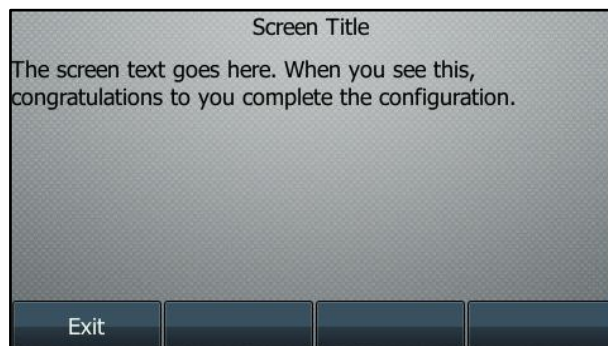 Screen Title
The screen text goes here. When you see this,
congratulations to you complete the configuration.
Exit